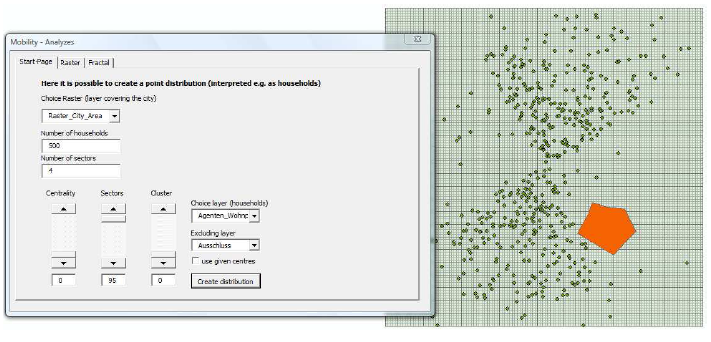 Mobility - Analyzes
Start-Page Raster Fractal
Here it is possible to create a point distribution (interpreted e.g. as households)
Choice Raster (layer covering the city)
Raster_City_Area
Number of households
500
Number of sectors
4
Centrality Sectors Cluster
Choice layer (households)
Agenten_Wohnp
Excluding layer
Ausschluss
use given centres
0 95 0 Create distribution